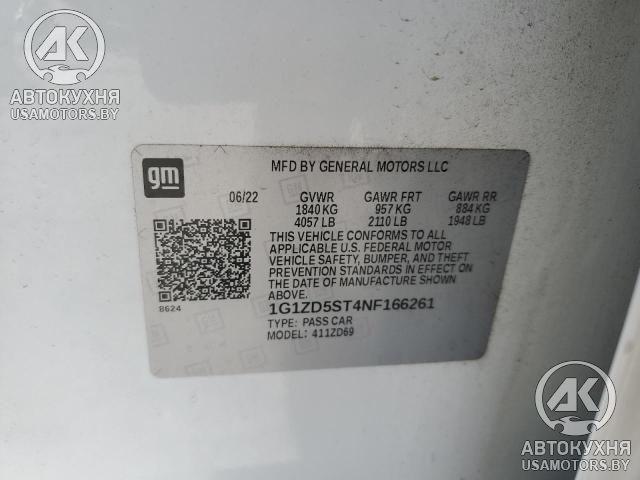 AK
АВТОКУХНЯ
USAMOTORS.BY
gm
MFD BY GENERAL MOTORS LLC
06/22 GVWR GAWR FRT GAWR RR
1840 KG 957 KG 884 KG
4057 LB 2110 LB 1948 LB
THIS VEHICLE CONFORMS TO ALL
APPLICABLE U.S. FEDERAL MOTOR
VEHICLE SAFETY, BUMPER, AND THEFT
PREVENTION STANDARDS IN EFFECT ON
THE DATE OF MANUFACTURE SHOWN
ABOVE.
8624
1G1ZD5ST4NF166261
TYPE: PASS CAR
MODEL: 411ZD69
AK
АВТОКУХНЯ
USAMOTORS.BY